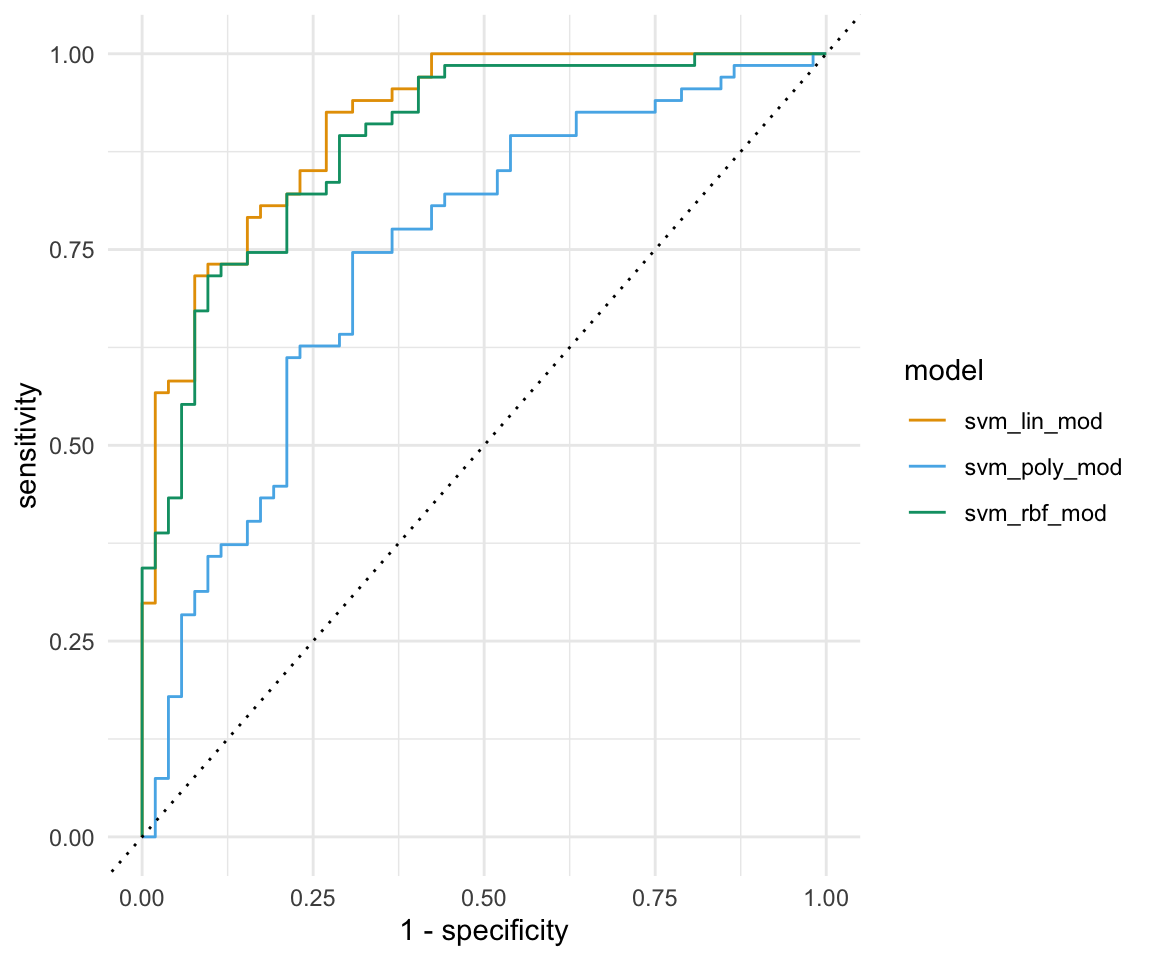 1.00
0.75
0.50
0.25
0.00
sensitivity
0.00 0.25 0.50 0.75 1.00
1 - specificity
model
svm_lin_mod
svm_poly_mod
svm_rbf_mod